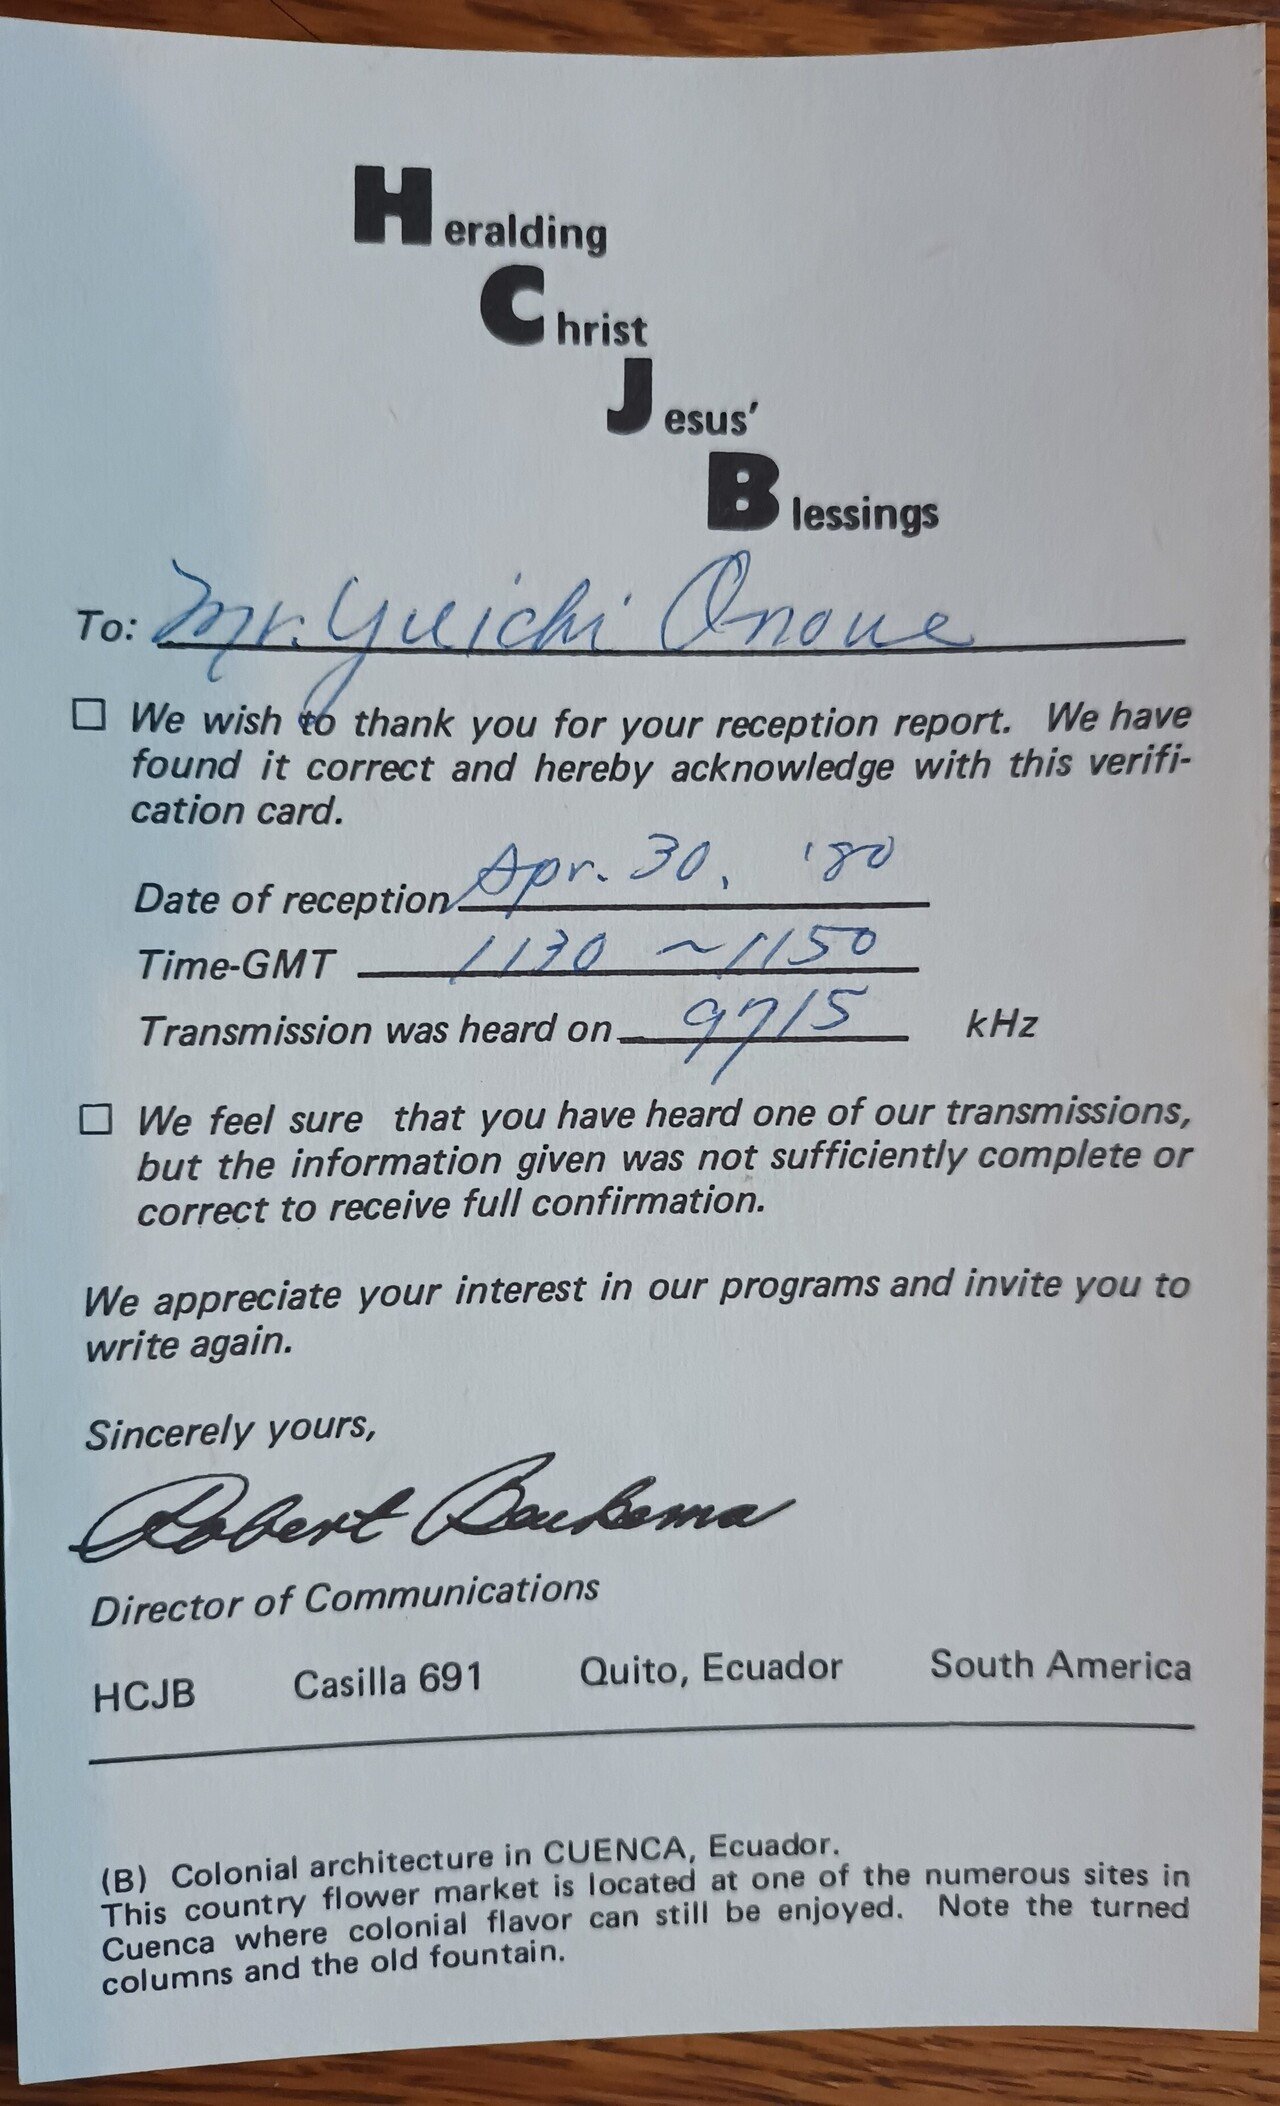 Heralding
Christ
Jesus'
Blessings
To: Mr. Yuichi Onoue
☐ We wish to thank you for your reception report. We have
found it correct and hereby acknowledge with this verifi-
cation card.
Date of reception Apr. 30, '80
Time-GMT 1130 ~ 1150
Transmission was heard on 9715 kHz
☐ We feel sure that you have heard one of our transmissions,
but the information given was not sufficiently complete or
correct to receive full confirmation.
We appreciate your interest in our programs and invite you to
write again.
Sincerely yours,
Robert Beukema
Director of Communications
HCJB Casilla 691 Quito, Ecuador South America
(B) Colonial architecture in CUENCA, Ecuador.
This country flower market is located at one of the numerous sites in
Cuenca where colonial flavor can still be enjoyed. Note the turned
columns and the old fountain.